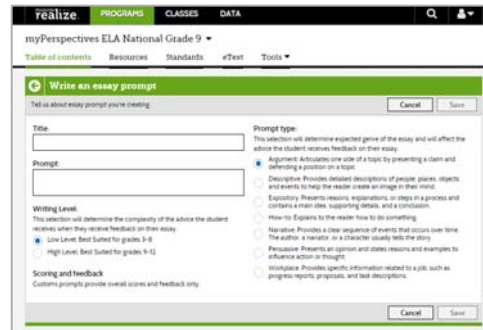 realize.
PROGRAMS CLASSES DATA
myPerspectives ELA National Grade 9
Table of contents Resources Standards eText Tools
Write an essay prompt
Tell us about essay prompt you're creating.
Cancel Save
Title:
Prompt:
Writing Level:
This selection will determine the complexity of the advice the student
receives when they receive feedback on their essay.
Low Level: Best Suited for grades 3-8
High Level: Best Suited for grades 9-12
Scoring and feedback
Customs prompts provide overall scores and feedback only.
Prompt type:
This selection will determine expected genre of the essay and will affect the
advice the student receives feedback on their essay.
Argument: Articulates one side of a topic by presenting a claim and
defending a position on a topic.
Descriptive: Provides detailed descriptions of people, places, objects
and events to help the reader create an image in their mind.
Expository: Presents reasons, explanations, or steps in a process and
contains a main idea, supporting details, and a conclusion.
How-to: Explains to the reader how to do something.
Narrative: Provides a clear sequence of events that occurs over time.
The author, a narrator, or a character usually tells the story.
Persuasive: Presents an opinion and states reasons and examples to
influence action or thought.
Workplace: Provides specific information related to a job, such as
progress reports, proposals, and task descriptions.
Cancel Save